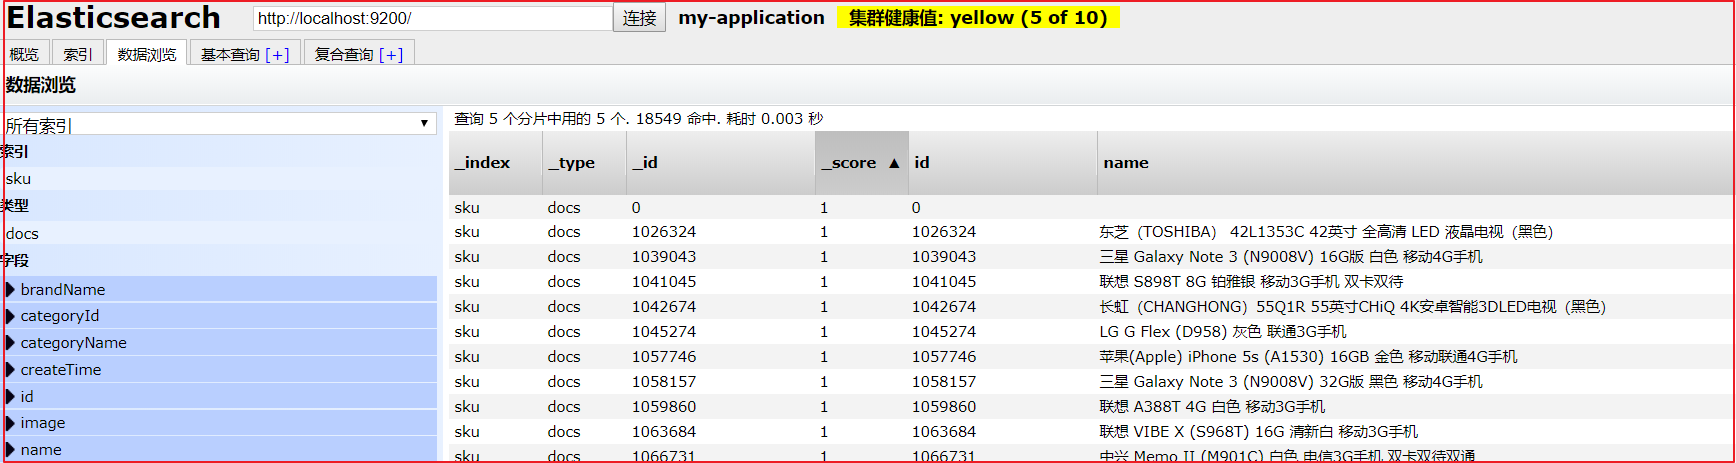 Elasticsearch http://localhost:9200/ 连接 my-application 集群健康值: yellow (5 of 10)
概览 索引 数据浏览 基本查询 [+] 复合查询 [+]
数据浏览
所有索引
索引
sku
类型
docs
字段
brandName
categoryId
categoryName
createTime
id
image
name
查询 5 个分片中用的 5 个. 18549 命中. 耗时 0.003 秒
_index _type _id _score ▲ id name
sku docs 0 1 0
sku docs 1026324 1 1026324 东芝（TOSHIBA） 42L1353C 42英寸 全高清 LED 液晶电视（黑色）
sku docs 1039043 1 1039043 三星 Galaxy Note 3 (N9008V) 16G版 白色 移动4G手机
sku docs 1041045 1 1041045 联想 S898T 8G 铂雅银 移动3G手机 双卡双待
sku docs 1042674 1 1042674 长虹（CHANGHONG）55Q1R 55英寸CHiQ 4K安卓智能3DLED电视（黑色）
sku docs 1045274 1 1045274 LG G Flex (D958) 灰色 联通3G手机
sku docs 1057746 1 1057746 苹果(Apple) iPhone 5s (A1530) 16GB 金色 移动联通4G手机
sku docs 1058157 1 1058157 三星 Galaxy Note 3 (N9008V) 32G版 黑色 移动4G手机
sku docs 1059860 1 1059860 联想 A388T 4G 白色 移动3G手机
sku docs 1063684 1 1063684 联想 VIBE X (S968T) 16G 清新白 移动3G手机
sku docs 1066731 1 1066731 中兴 Memo II (M901C) 白色 电信3G手机 双卡双待双通